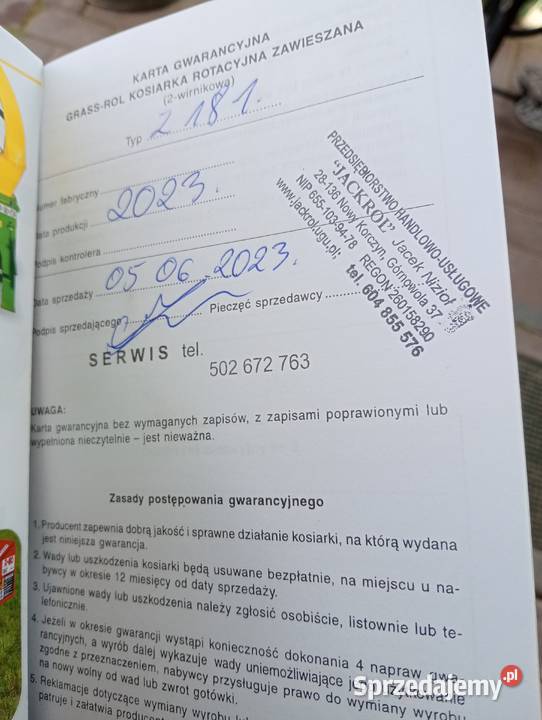 KARTA GWARANCYJNA
GRASS-ROL KOSIARKA ROTACYJNA ZAWIESZANA
(2-wirnikowa)
Typ 2181.
numer fabryczny
data produkcji 2023.
podpis kontrolera
Data sprzedaży 05 06 2023.
Podpis sprzedającego Pieczęć sprzedawcy
PRZEDSIĘBIORSTWO HANDLOWO-USŁUGOWE
"JACKROL" Jacek Nizioł
28-136 Nowy Korczyn, Górnowola 37
NIP 655-103-94-78 REGON 260158290
www.jackrol.gu.pl; tel. 604 855 576
SERWIS tel.
502 672 763
UWAGA:
Karta gwarancyjna bez wymaganych zapisów, z zapisami poprawionymi lub
wypełniona nieczytelnie – jest nieważna.
Zasady postępowania gwarancyjnego
1. Producent zapewnia dobrą jakość i sprawne działanie kosiarki, na którą wydana
jest niniejsza gwarancja.
2. Wady lub uszkodzenia kosiarki będą usuwane bezpłatnie, na miejscu u na-
bywcy w okresie 12 miesięcy od daty sprzedaży.
3. Ujawnione wady lub uszkodzenia należy zgłosić osobiście, listownie lub te-
lefonicznie.
4. Jeżeli w okresie gwarancji wystąpi konieczność dokonania 4 napraw gwa-
rancyjnych, a wyrób dalej wykazuje wady uniemożliwiające
zgodne z przeznaczeniem, nabywcy przysługuje prawo do wymiany wyrobu
na nowy wolny od wad lub zwrot gotówki.
5. Reklamacje dotyczące wymiany wyrobu
patruje i załatwia producent
Sprzedajemy.pl